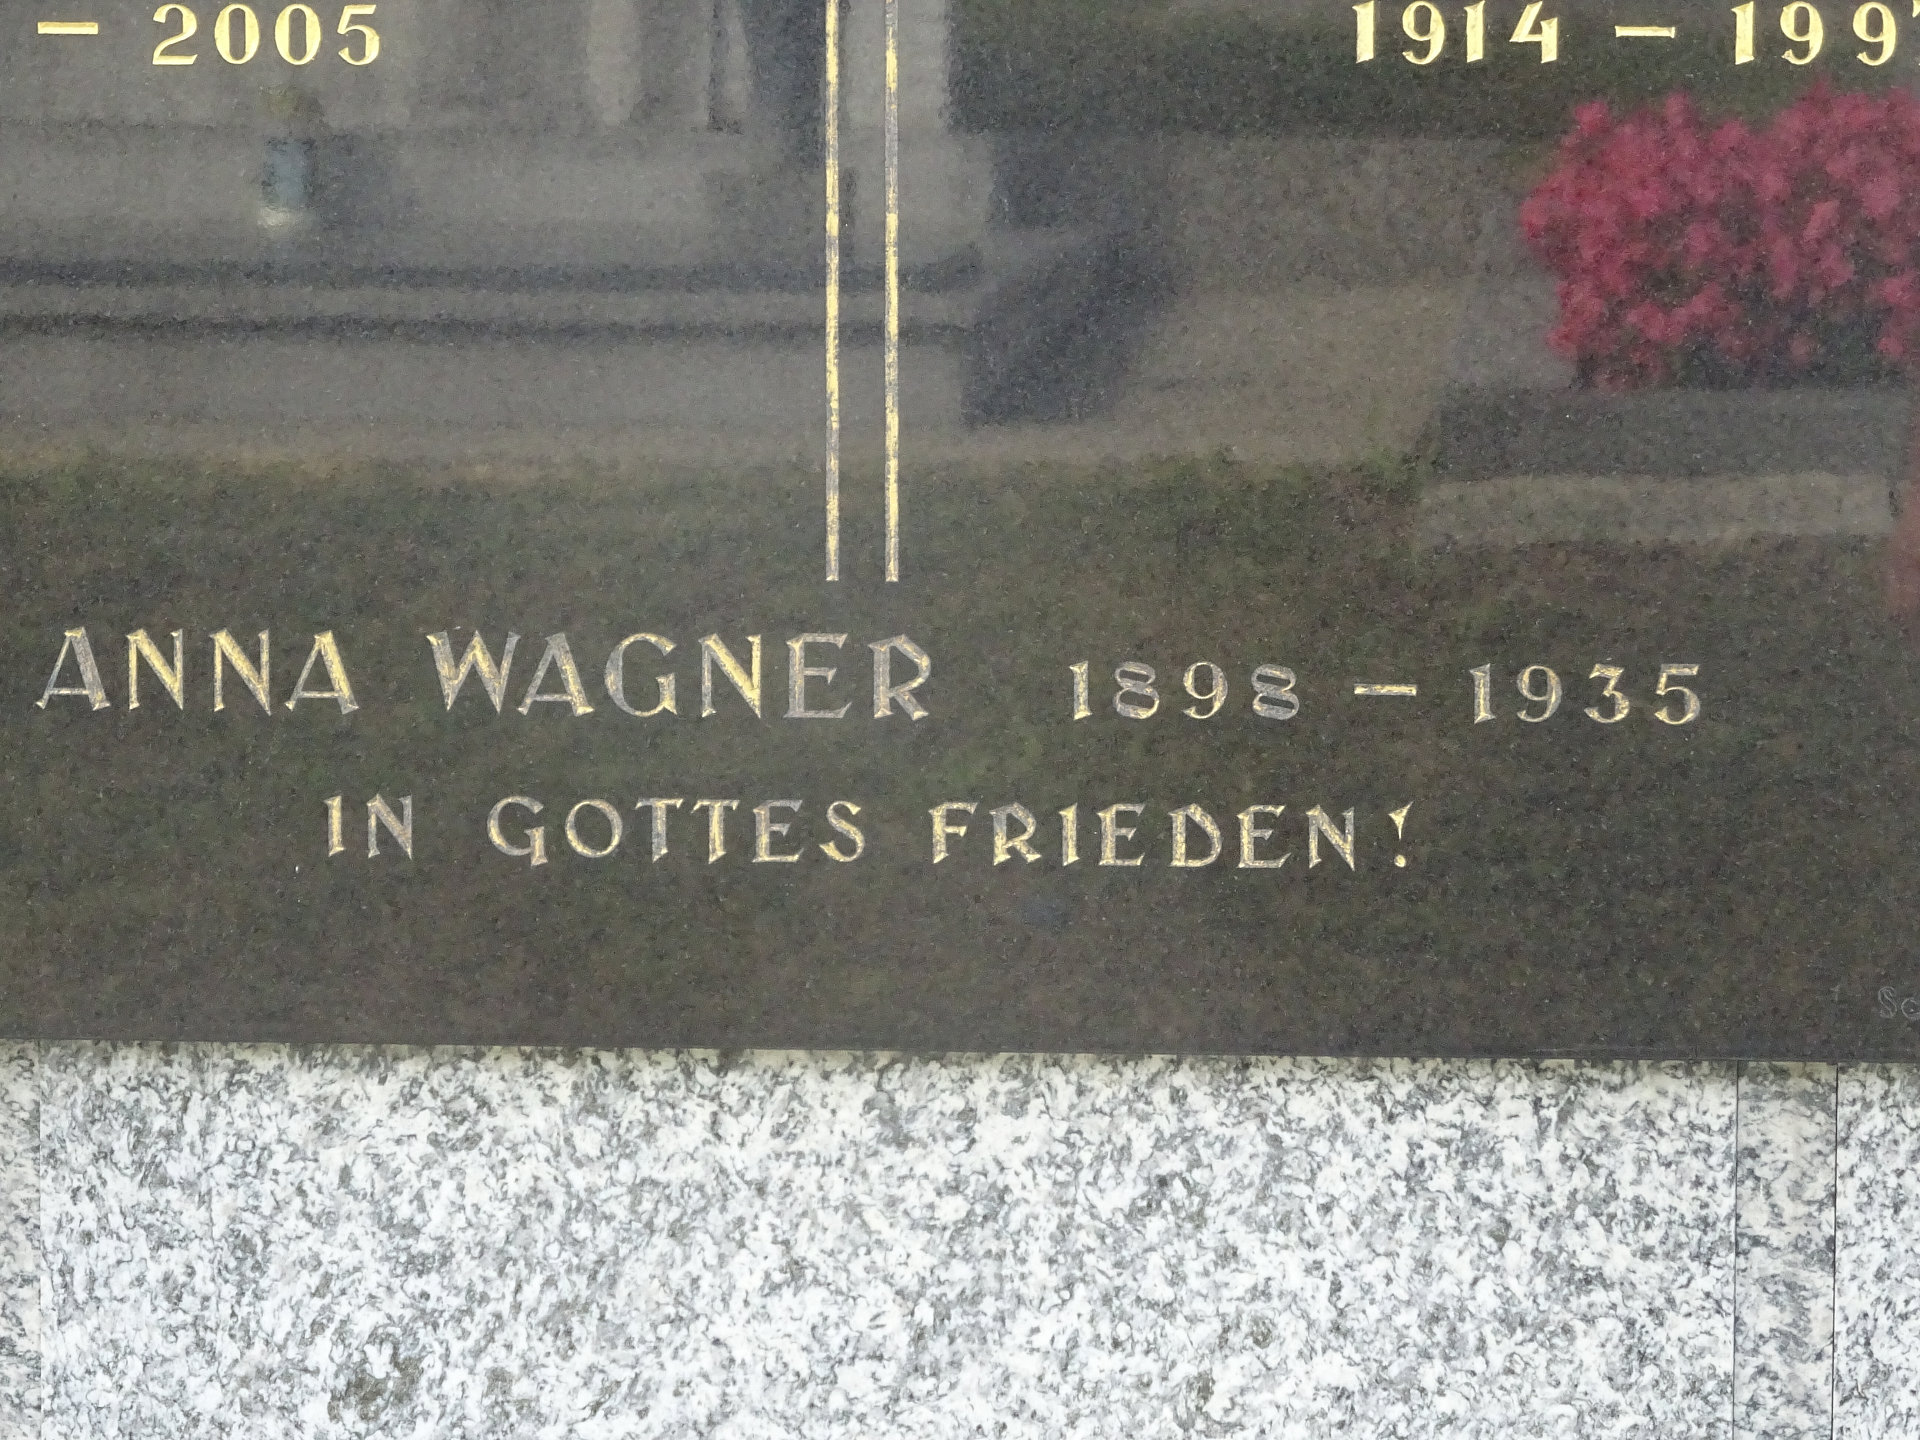 – 2005
1914 – 199
ANNA WAGNER 1898 – 1935
IN GOTTES FRIEDEN!